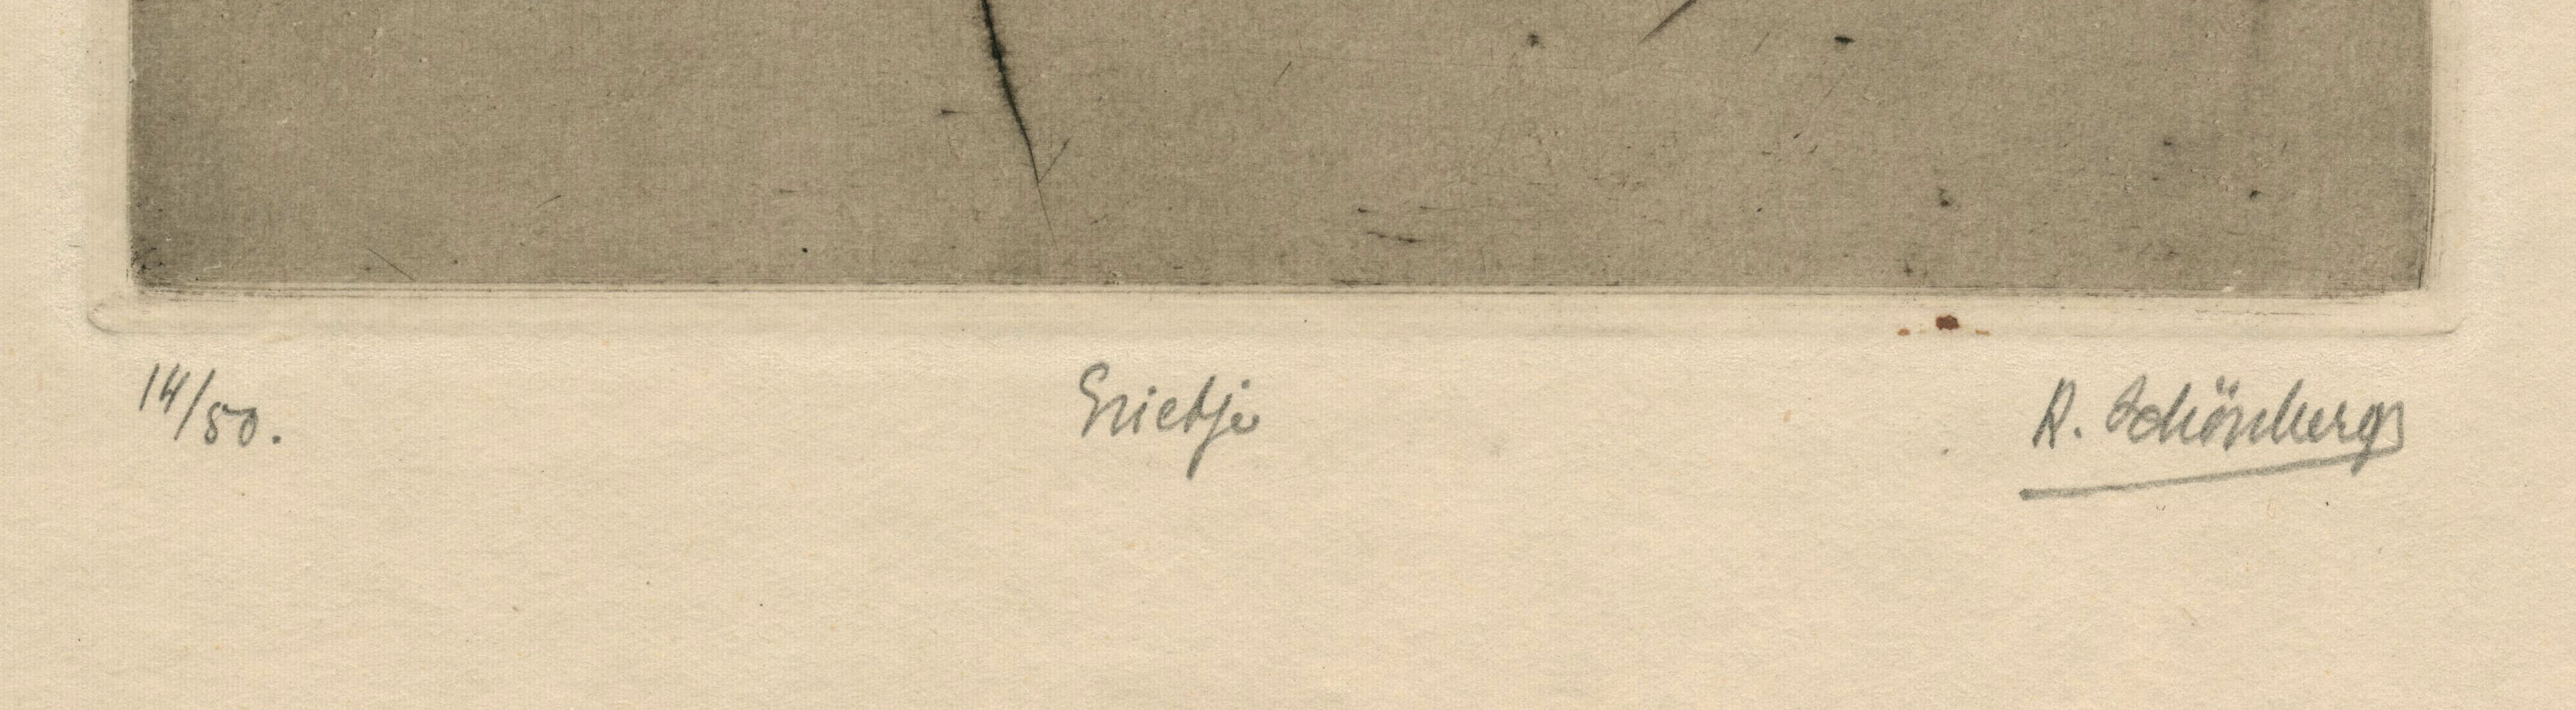 14/50.
Grietje
R. Schönberg